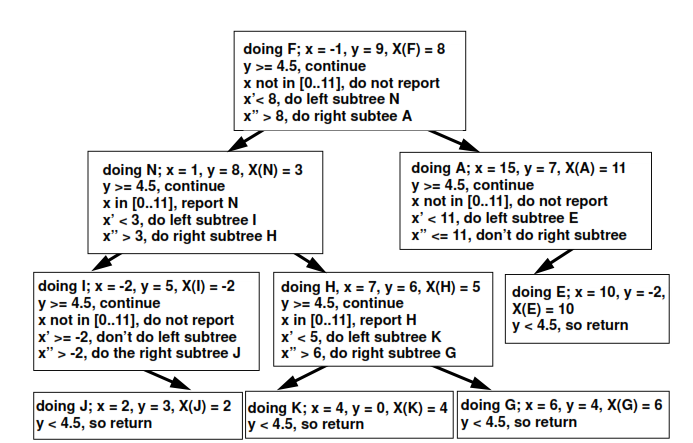 doing F; x = -1, y = 9, X(F) = 8
y >= 4.5, continue
x not in [0..11], do not report
x'< 8, do left subtree N
x" > 8, do right subtee A
doing N; x = 1, y = 8, X(N) = 3
y >= 4.5, continue
x in [0..11], report N
x' < 3, do left subtree I
x" > 3, do right subtree H
doing A; x = 15, y = 7, X(A) = 11
y >= 4.5, continue
x not in [0..11], do not report
x' < 11, do left subtree E
x" <= 11, don't do right subtree
doing I; x = -2, y = 5, X(I) = -2
y >= 4.5, continue
x not in [0..11], do not report
x' >= -2, don't do left subtree
x" > -2, do the right subtree J
doing H, x = 7, y = 6, X(H) = 5
y >= 4.5, continue
x in [0..11], report H
x' < 5, do left subtree K
x" > 6, do right subtree G
doing E; x = 10, y = -2,
X(E) = 10
y < 4.5, so return
doing J; x = 2, y = 3, X(J) = 2
y < 4.5, so return
doing K; x = 4, y = 0, X(K) = 4
y < 4.5, so return
doing G; x = 6, y = 4, X(G) = 6
y < 4.5, so return